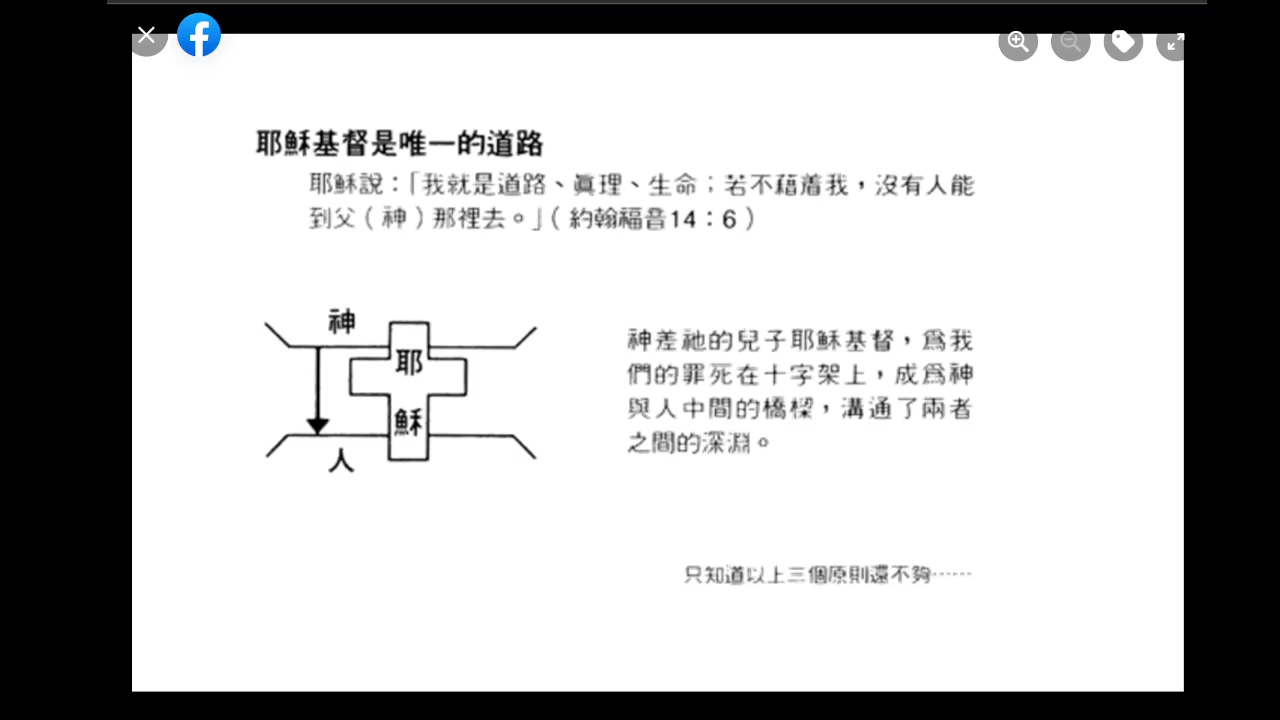 耶穌基督是唯一的道路
耶穌說：「我就是道路、眞理、生命；若不藉着我，沒有人能
到父（神）那裡去。」（約翰福音14：6）
神
耶
穌
人
神差祂的兒子耶穌基督，爲我
們的罪死在十字架上，成爲神
與人中間的橋樑，溝通了兩者
之間的深淵。
只知道以上三個原則還不夠……